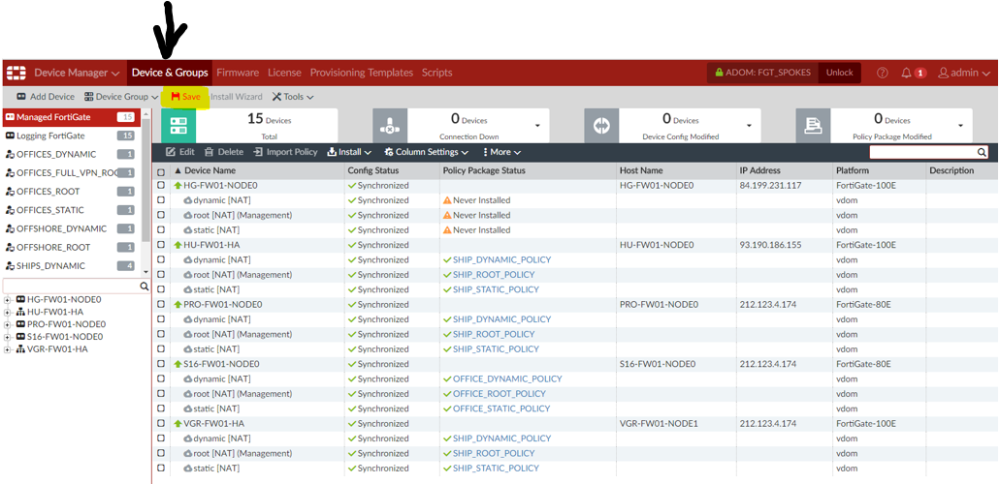 Device Manager Device & Groups Firmware License Provisioning Templates Scripts ADOM: FGT_SPOKES Unlock 1 admin
Add Device Device Group Save Install Wizard Tools
Managed FortiGate 15
Logging FortiGate 15
OFFICES_DYNAMIC 1
OFFICES_FULL_VPN_ROO 1
OFFICES_ROOT 1
OFFICES_STATIC 1
OFFSHORE_DYNAMIC 1
OFFSHORE_ROOT 1
SHIPS_DYNAMIC 4
HG-FW01-NODE0
HU-FW01-HA
PRO-FW01-NODE0
S16-FW01-NODE0
VGR-FW01-HA
15 Devices
Total
0 Devices
Connection Down
0 Devices
Device Config Modified
0 Devices
Policy Package Modified
Edit Delete Import Policy Install Column Settings More
▲ Device Name Config Status Policy Package Status Host Name IP Address Platform Description
HG-FW01-NODE0 Synchronized HG-FW01-NODE0 84.199.231.117 FortiGate-100E
dynamic [NAT] Synchronized Never Installed vdom
root [NAT] (Management) Synchronized Never Installed vdom
static [NAT] Synchronized Never Installed vdom
HU-FW01-HA Synchronized HU-FW01-NODE0 93.190.186.155 FortiGate-100E
dynamic [NAT] Synchronized SHIP_DYNAMIC_POLICY vdom
root [NAT] (Management) Synchronized SHIP_ROOT_POLICY vdom
static [NAT] Synchronized SHIP_STATIC_POLICY vdom
PRO-FW01-NODE0 Synchronized PRO-FW01-NODE0 212.123.4.174 FortiGate-80E
dynamic [NAT] Synchronized SHIP_DYNAMIC_POLICY vdom
root [NAT] (Management) Synchronized SHIP_ROOT_POLICY vdom
static [NAT] Synchronized SHIP_STATIC_POLICY vdom
S16-FW01-NODE0 Synchronized S16-FW01-NODE0 212.123.4.174 FortiGate-80E
dynamic [NAT] Synchronized OFFICE_DYNAMIC_POLICY vdom
root [NAT] (Management) Synchronized OFFICE_ROOT_POLICY vdom
static [NAT] Synchronized OFFICE_STATIC_POLICY vdom
VGR-FW01-HA Synchronized VGR-FW01-NODE1 212.123.4.174 FortiGate-100E
dynamic [NAT] Synchronized SHIP_DYNAMIC_POLICY vdom
root [NAT] (Management) Synchronized SHIP_ROOT_POLICY vdom
static [NAT] Synchronized SHIP_STATIC_POLICY vdom